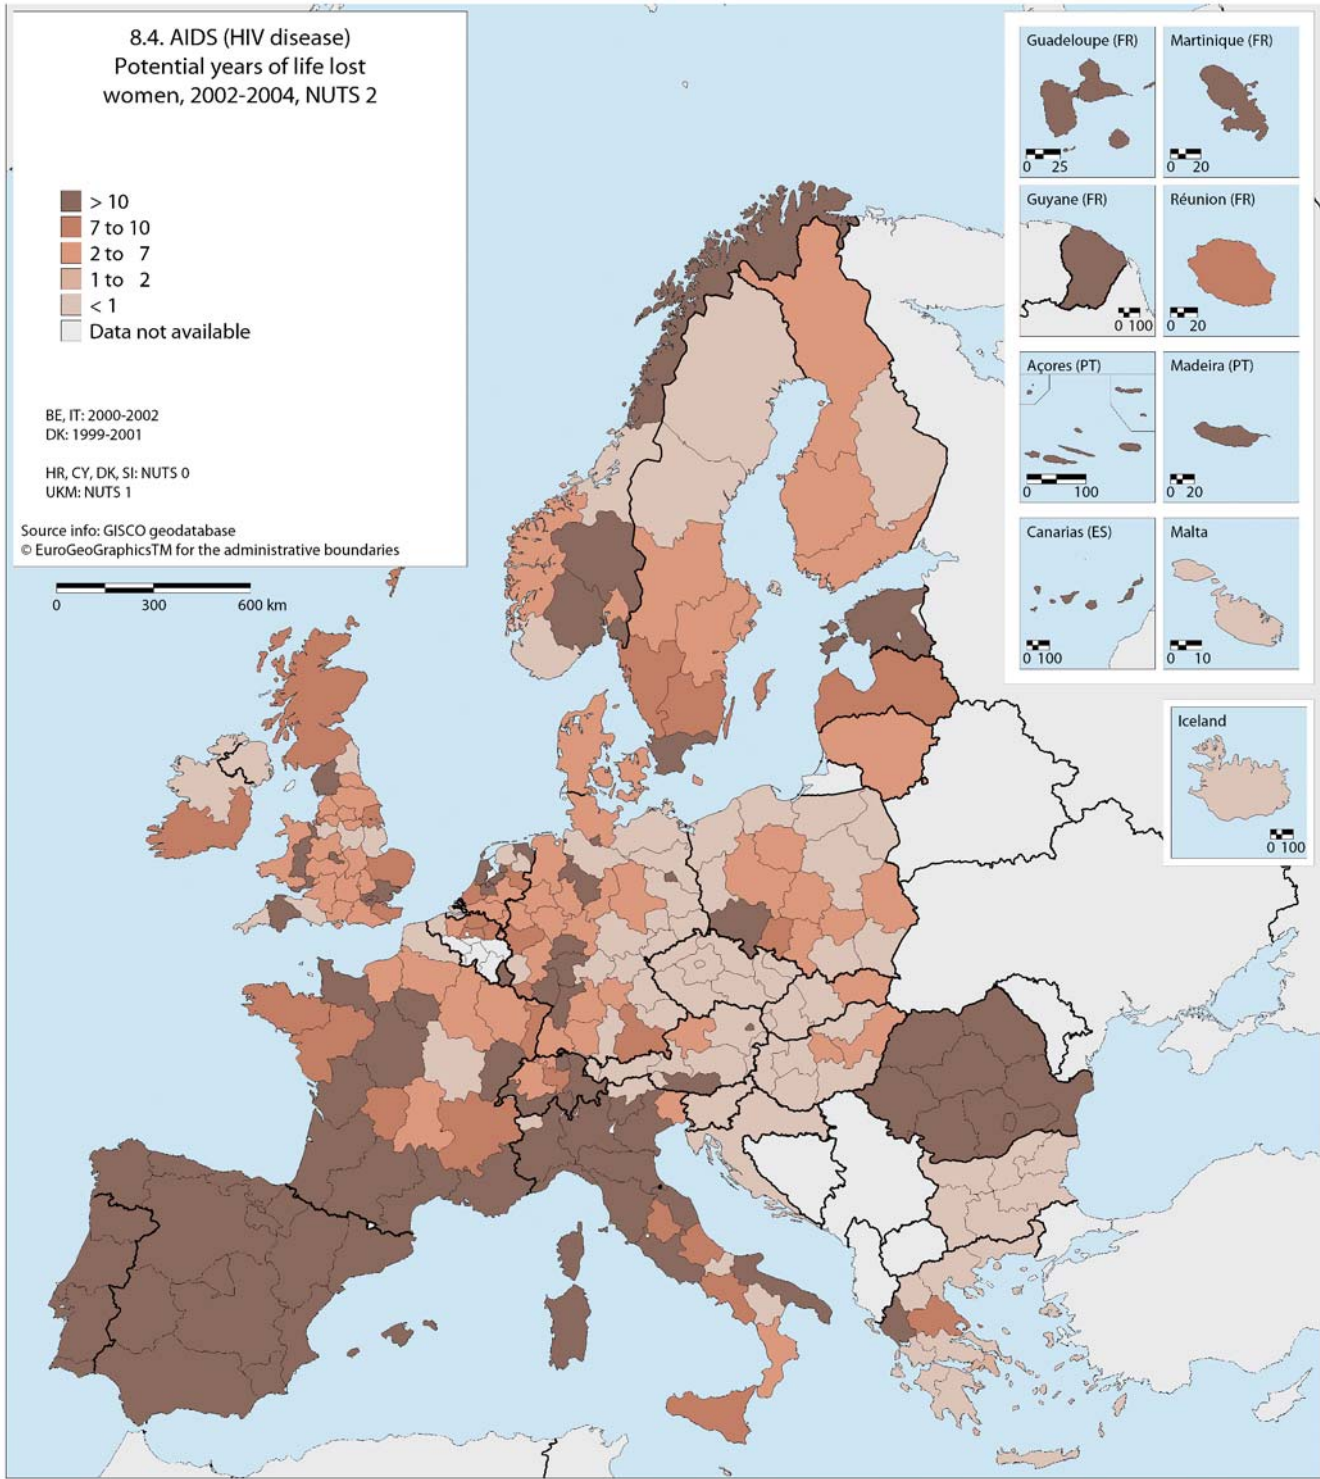 8.4. AIDS (HIV disease)
Potential years of life lost
women, 2002-2004, NUTS 2
> 10
7 to 10
2 to 7
1 to 2
< 1
Data not available
BE, IT: 2000-2002
DK: 1999-2001
HR, CY, DK, SI: NUTS 0
UKM: NUTS 1
Source info: GISCO geodatabase
© EuroGeoGraphicsTM for the administrative boundaries
0 300 600 km
Guadeloupe (FR)
0 25
Martinique (FR)
0 20
Guyane (FR)
0 100
Réunion (FR)
0 20
Açores (PT)
0 100
Madeira (PT)
0 20
Canarias (ES)
0 100
Malta
0 10
Iceland
0 100